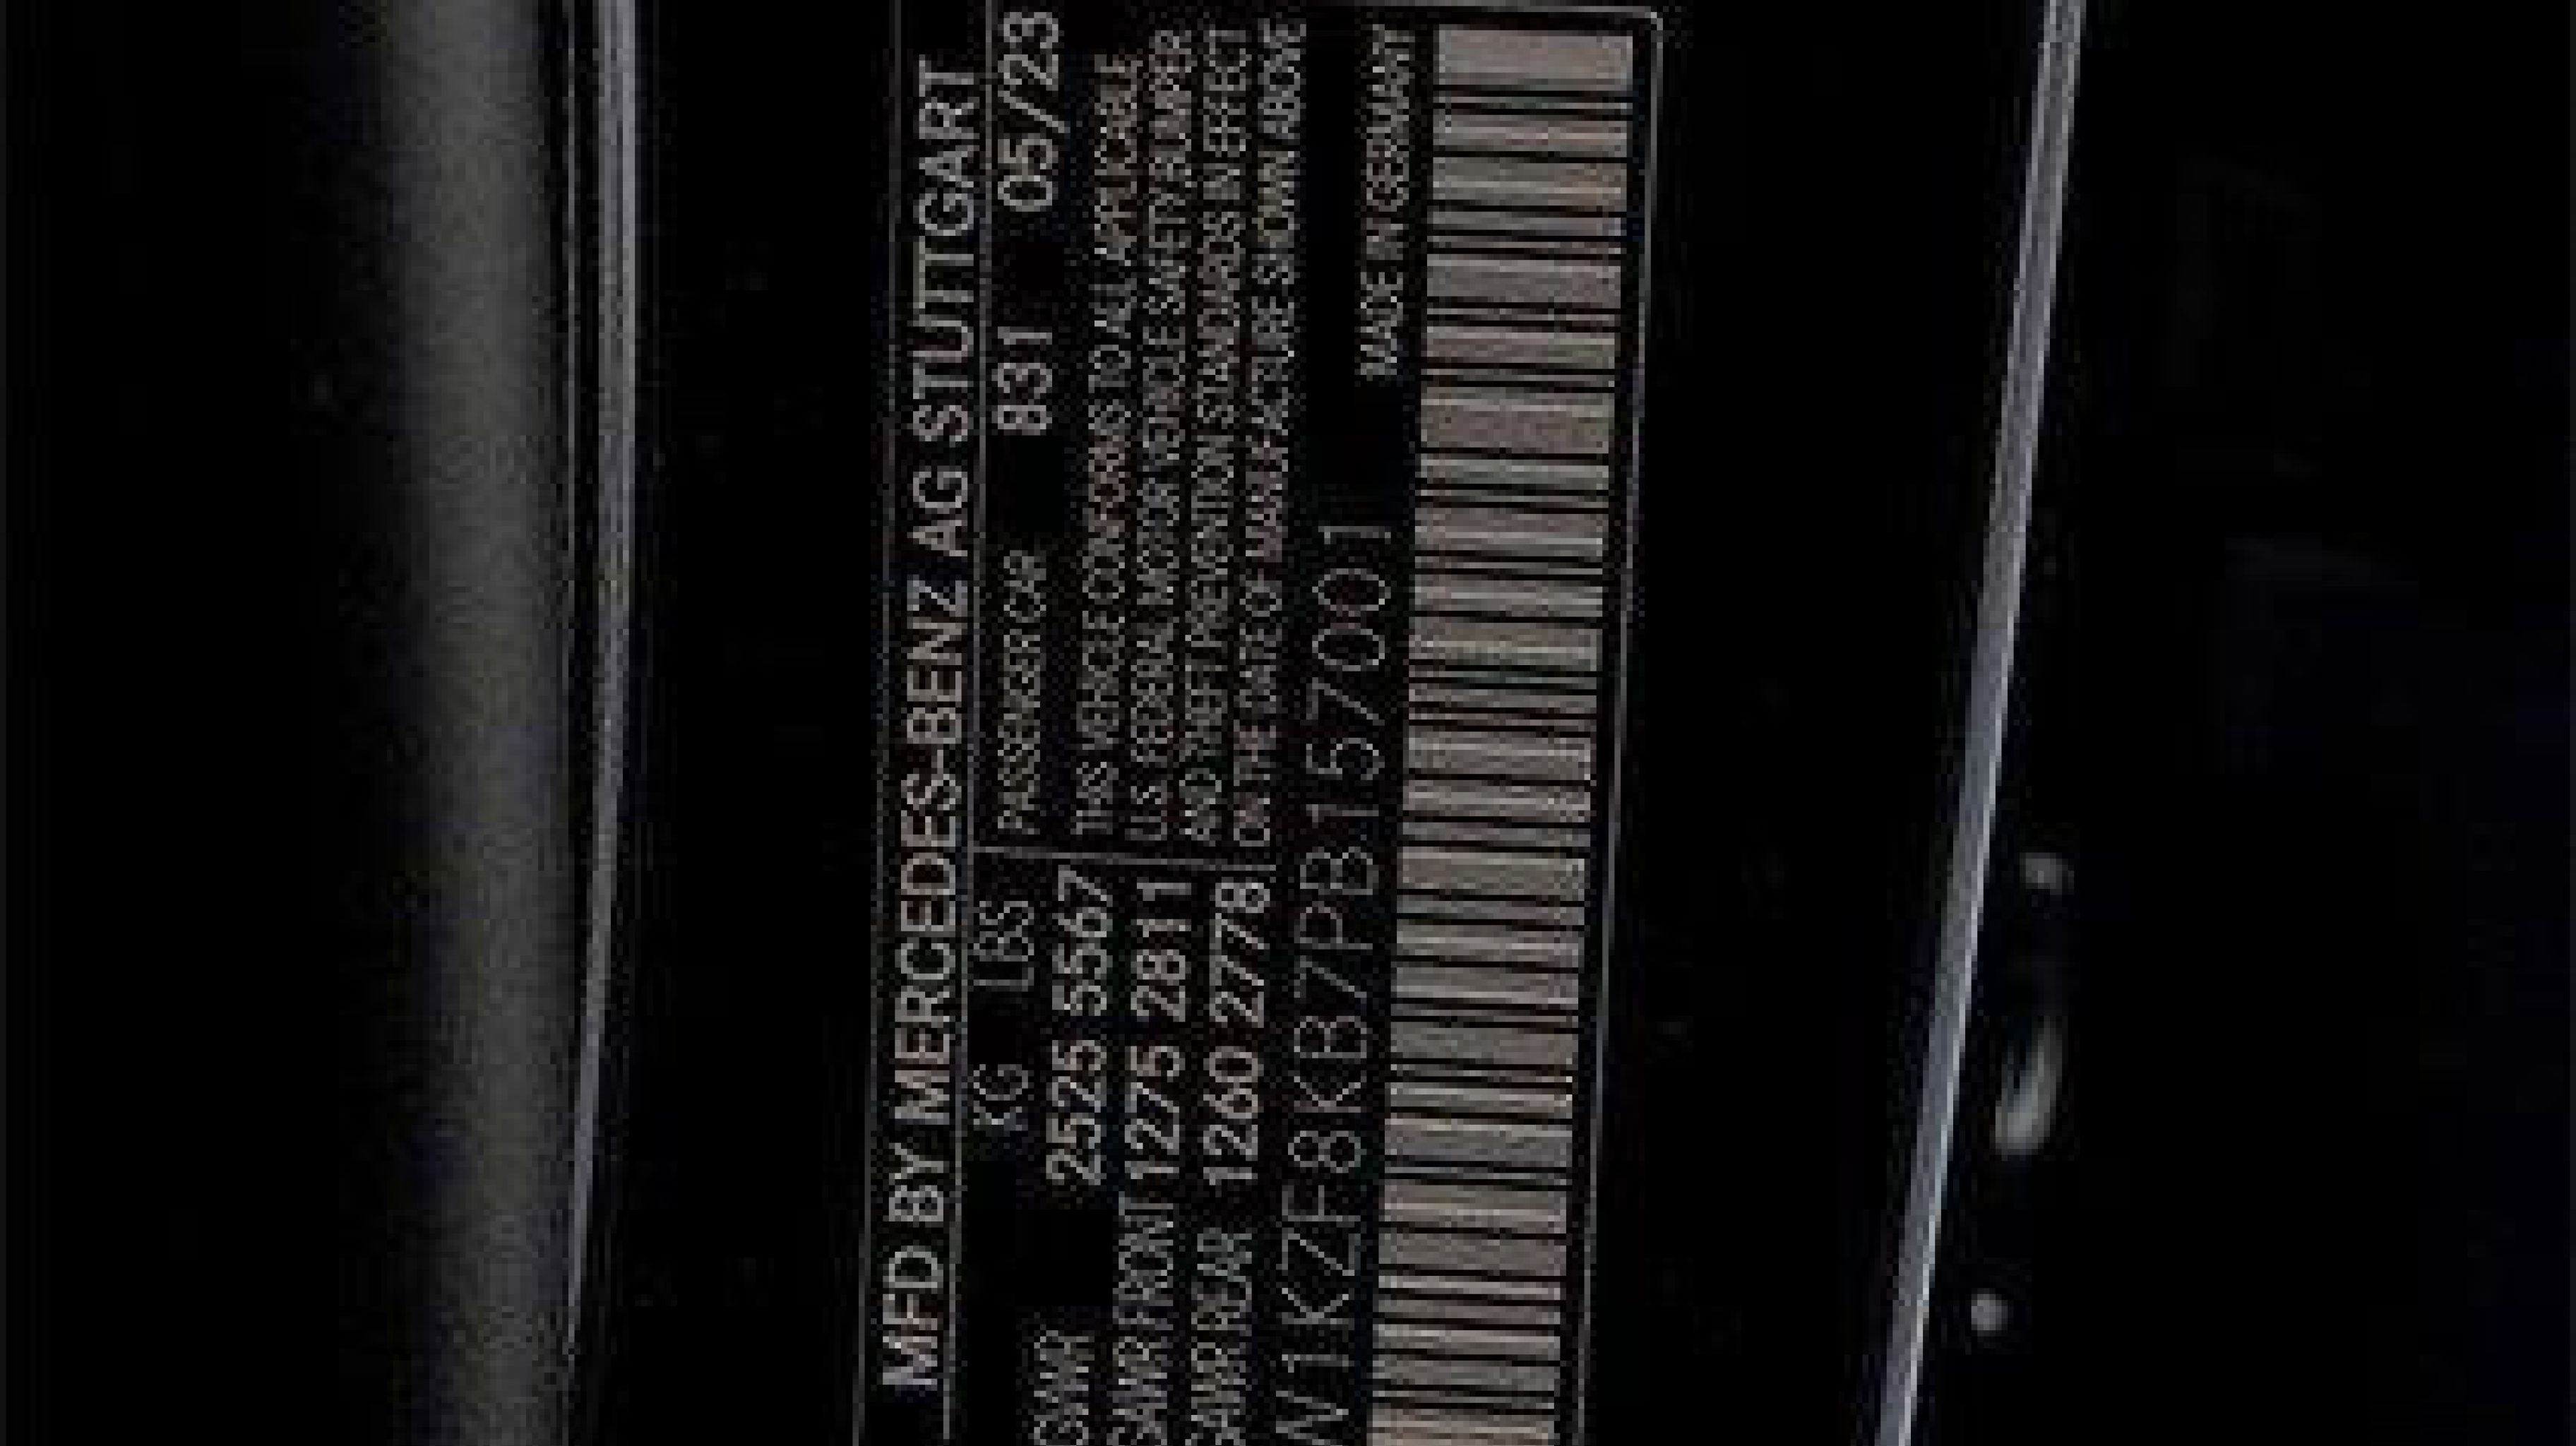 MFD BY MERCEDES-BENZ AG STUTTGART
KG LBS
GVWR 2525 5567
GAWR FRONT 1275 2811
GAWR REAR 1260 2778
PASSENGER CAR 831 05/23
THIS VEHICLE CONFORMS TO ALL APPLICABLE
U.S. FEDERAL MOTOR VEHICLE SAFETY BUMPER
AND THEFT PREVENTION STANDARDS IN EFFECT
ON THE DATE OF MANUFACTURE SHOWN ABOVE
W1KZF8KB7PB157001
MADE IN GERMANY